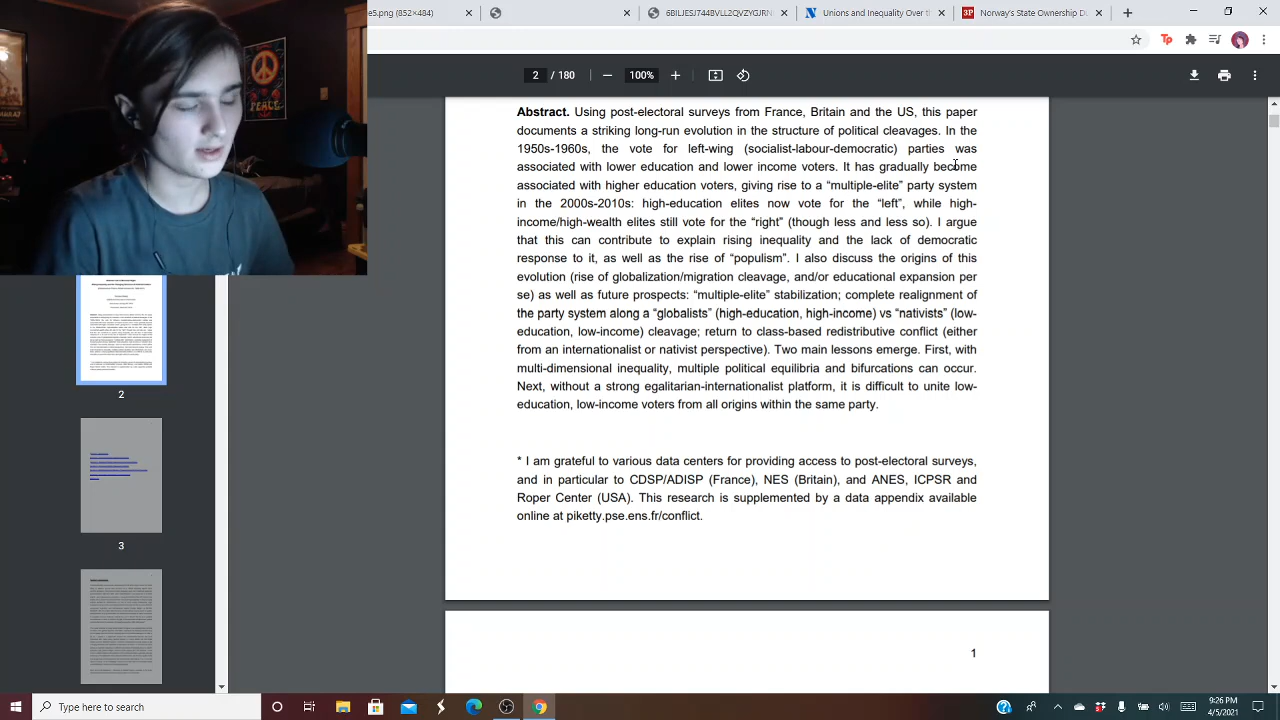 e5.png (852×484)
6BILJESJ744BVLL2QVZYGJRN
Unions and Inequality Over th
Norway's State Ownership: Do
2 / 180
100%
PEACE
Abstract. Using post-electoral surveys from France, Britain and the US, this paper
documents a striking long-run evolution in the structure of political cleavages. In the
1950s-1960s, the vote for left-wing (socialist-labour-democratic) parties was
associated with lower education and lower income voters. It has gradually become
associated with higher education voters, giving rise to a “multiple-elite” party system
in the 2000s-2010s: high-education elites now vote for the “left”, while high-
income/high-wealth elites still vote for the “right” (though less and less so). I argue
that this can contribute to explain rising inequality and the lack of democratic
response to it, as well as the rise of “populism”. I also discuss the origins of this
evolution (rise of globalization/migration cleavage, and/or educational expansion per
se) as well as future prospects: “multiple-elite” stabilization; complete realignment of
the party system along a “globalists” (high-education, high-income) vs “nativists” (low-
education, low-income) cleavage; return to class-based redistributive conflict (either
from an internationalist or nativist perspective). Two main lessons emerge. First, with
multi-dimensional inequality, multiple political equilibria and bifurcations can occur.
Next, without a strong egalitarian-internationalist platform, it is difficult to unite low-
education, low-income voters from all origins within the same party.
* I am grateful to various data centers for providing access to post-electoral surveys,
and in particular to CDSP/ADISP (France), NES (Britain), and ANES, ICPSR and
Roper Center (USA). This research is supplemented by a data appendix available
online at piketty.pse.ens.fr/conflict.
1
2
3
Type here to search
9:26 PM
4/5/2021